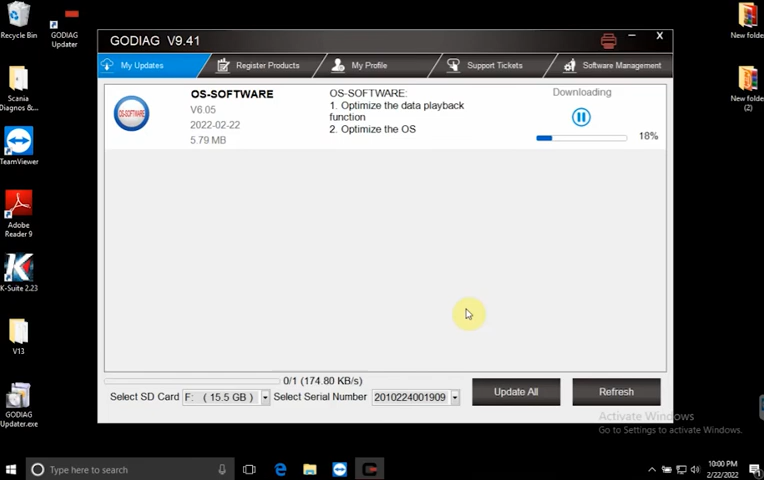 Recycle Bin
GODIAG
Updater
New folde
GODIAG V9.41
My Updates
Register Products
My Profile
Support Tickets
Software Management
OS-SOFTWARE
OS-SOFTWARE
V6.05
2022-02-22
5.79 MB
OS-SOFTWARE:
1. Optimize the data playback
function
2. Optimize the OS
Downloading
18%
Scania
Diagnos &...
New folde
(2)
TeamViewer
Adobe
Reader 9
K-Suite 2.23
V13
GODIAG
Updater.exe
0/1 (174.80 KB/s)
Select SD Card F: ( 15.5 GB ) Select Serial Number 2010224001909
Update All
Refresh
Activate Windows
Go to Settings to activate Windows.
Type here to search
10:00 PM
2/22/2022